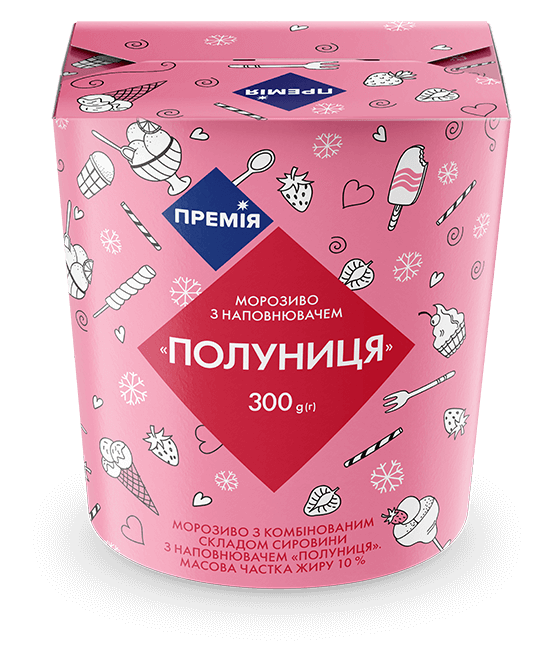 ПРЕМІЯ
ПРЕМІЯ
МОРОЗИВО
З НАПОВНЮВАЧЕМ
«ПОЛУНИЦЯ»
300 g(г)
МОРОЗИВО З КОМБІНОВАНИМ
СКЛАДОМ СИРОВИНИ
З НАПОВНЮВАЧЕМ «ПОЛУНИЦЯ».
МАСОВА ЧАСТКА ЖИРУ 10 %